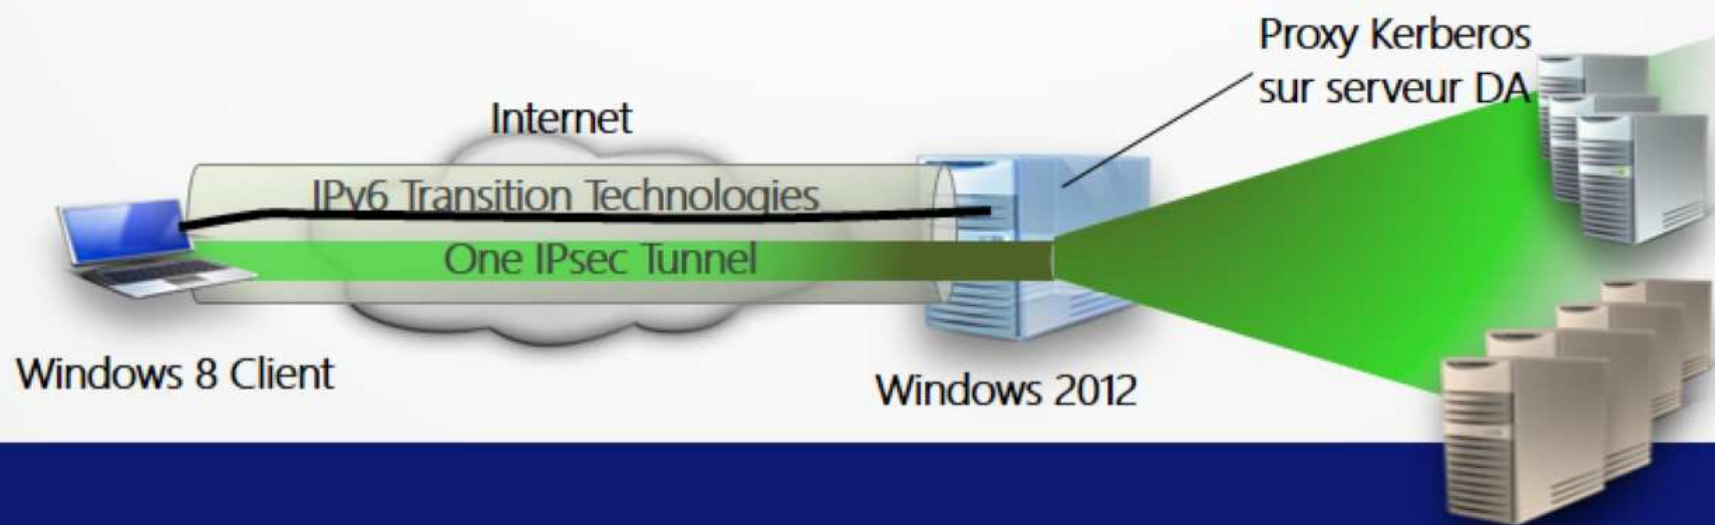 Proxy Kerberos
sur serveur DA
Internet
IPv6 Transition Technologies
One IPsec Tunnel
Windows 8 Client
Windows 2012